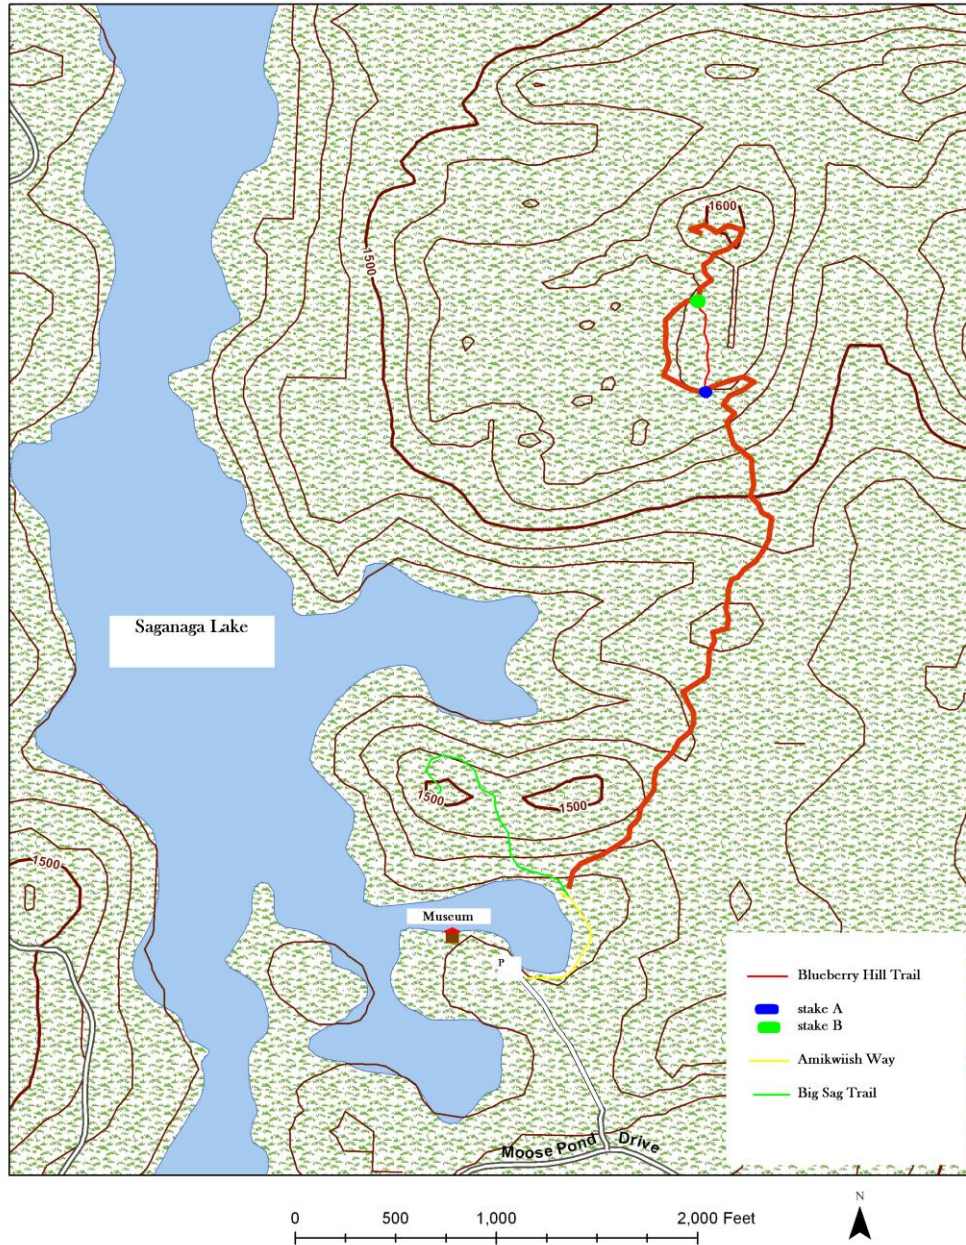 1600
1500
Saganaga Lake
1500
1500
1500
Museum
P
Blueberry Hill Trail
stake A
stake B
Amikwiish Way
Big Sag Trail
Moose Pond Drive
N
0 500 1,000 2,000 Feet